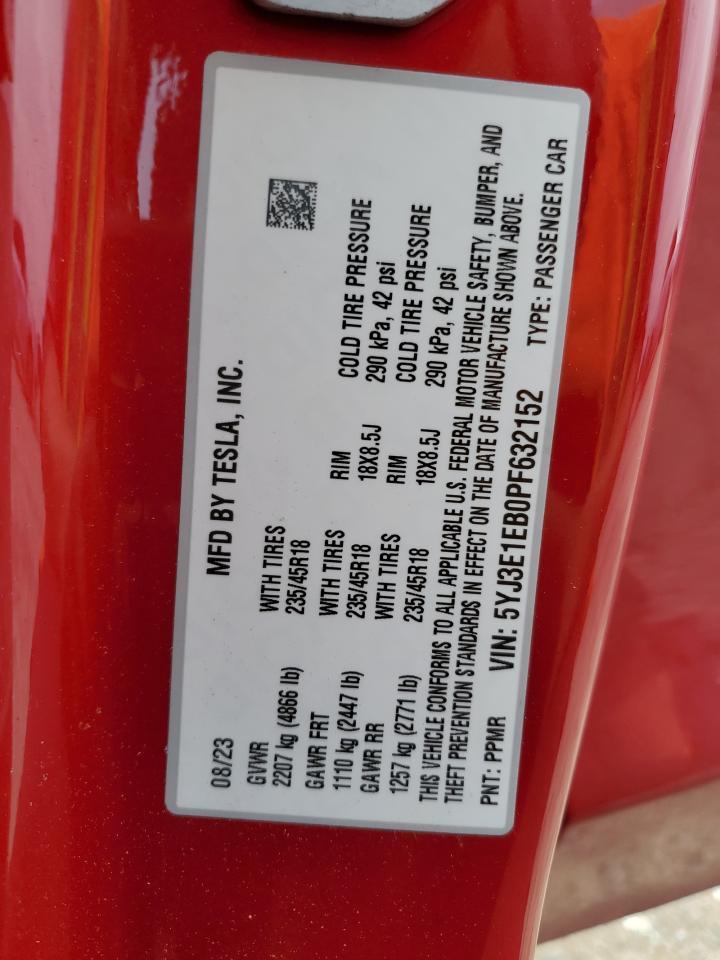 08/23 MFD BY TESLA, INC.
GVWR WITH TIRES
2207 kg (4866 lb) 235/45R18
GAWR FRT WITH TIRES RIM COLD TIRE PRESSURE
1110 kg (2447 lb) 235/45R18 18X8.5J 290 kPa, 42 psi
GAWR RR WITH TIRES RIM COLD TIRE PRESSURE
1257 kg (2771 lb) 235/45R18 18X8.5J 290 kPa, 42 psi
THIS VEHICLE CONFORMS TO ALL APPLICABLE U.S. FEDERAL MOTOR VEHICLE SAFETY, BUMPER, AND
THEFT PREVENTION STANDARDS IN EFFECT ON THE DATE OF MANUFACTURE SHOWN ABOVE.
PNT: PPMR VIN: 5YJ3E1EB0PF632152 TYPE: PASSENGER CAR